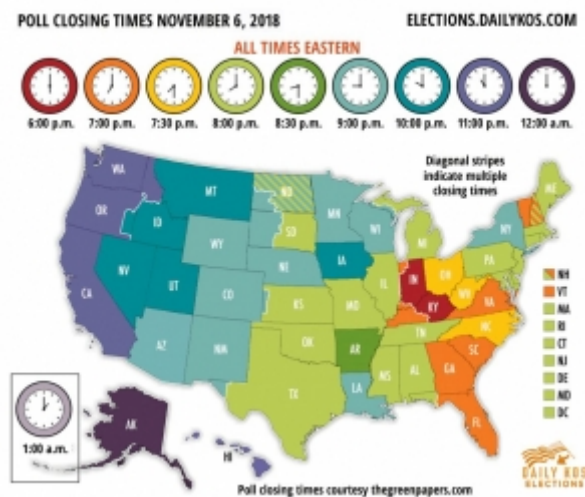 POLL CLOSING TIMES NOVEMBER 6, 2018
ELECTIONS.DAILYKOS.COM
ALL TIMES EASTERN
6:00 p.m. 7:00 p.m. 7:30 p.m. 8:00 p.m. 8:30 p.m. 9:00 p.m. 10:00 p.m. 11:00 p.m. 12:00 a.m.
Diagonal stripes
indicate multiple
closing times
WA
MT
ND
MN
ME
OR
ID
SD
WI
MI
NY
WY
IA
PA
NV
UT
NE
IL
IN
OH
CA
CO
KS
MO
KY
WV
VA
AZ
NM
OK
AR
TN
NC
SC
TX
LA
MS
AL
GA
FL
NH
VT
MA
RI
CT
NJ
DE
MD
DC
1:00 a.m.
AK
HI
DAILY KOS
ELECTIONS
Poll closing times courtesy thegreenpapers.com